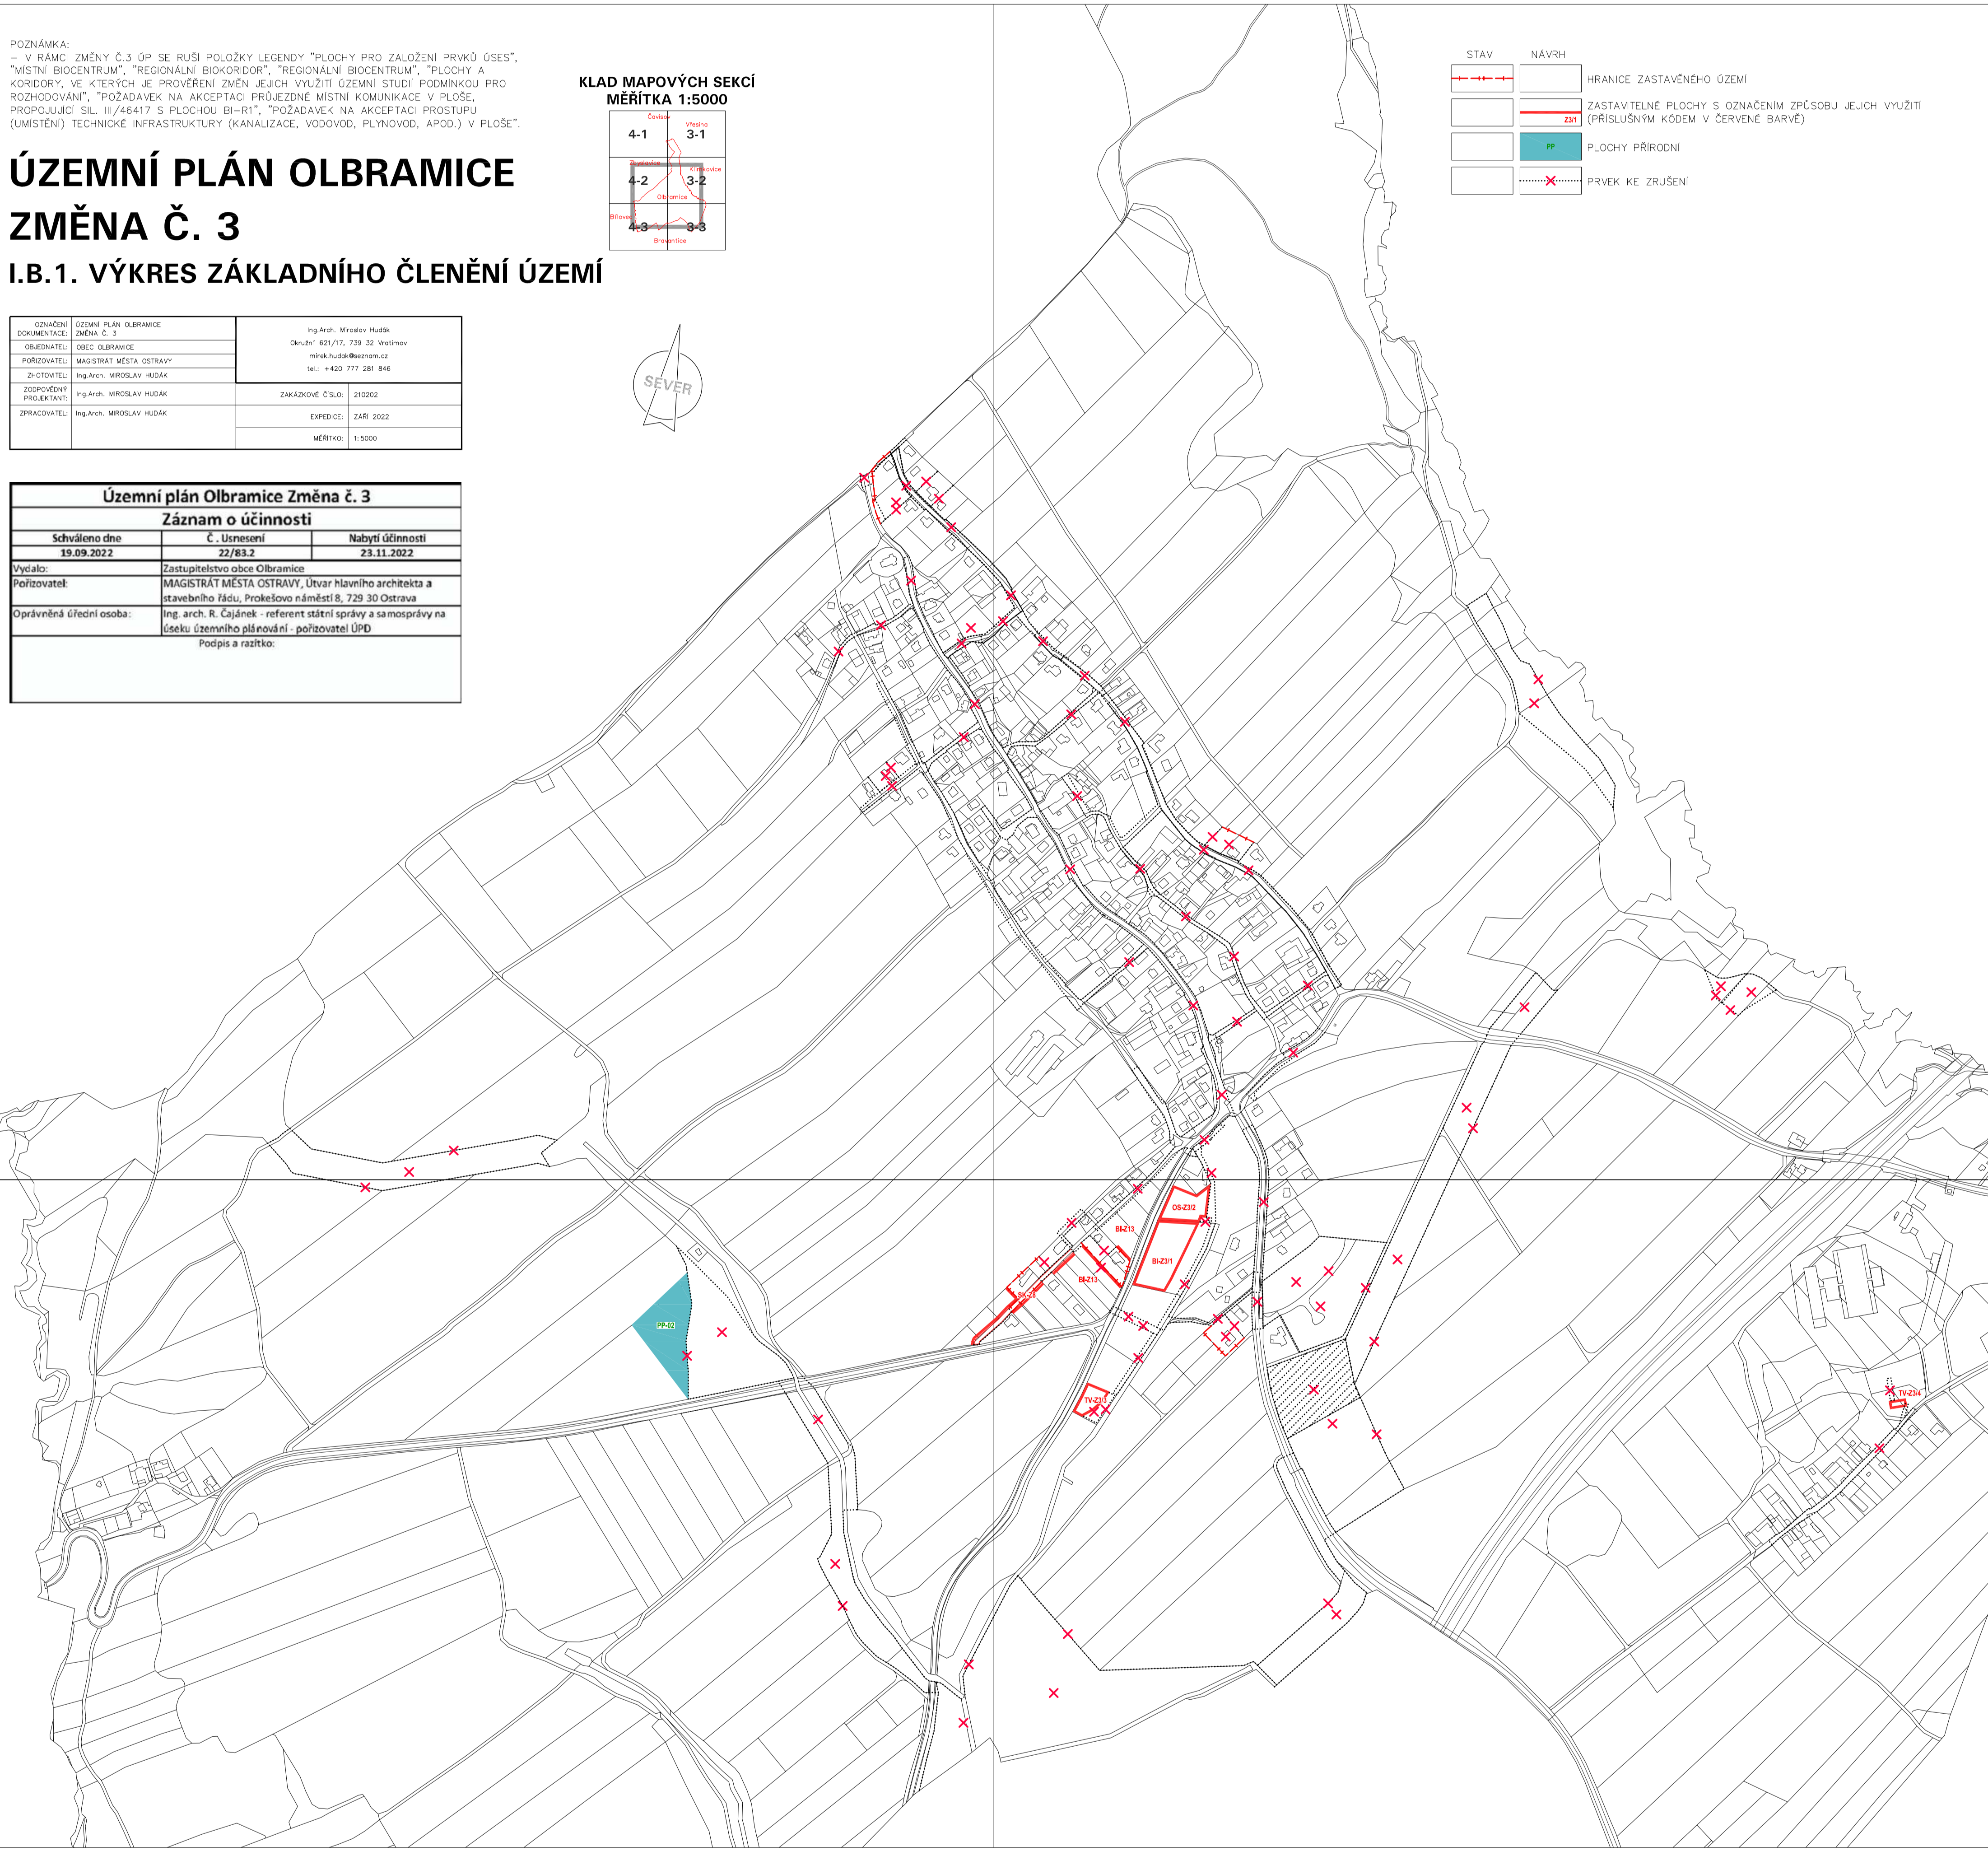 POZNÁMKA:
– V RÁMCI ZMĚNY Č.3 ÚP SE RUŠÍ POLOŽKY LEGENDY "PLOCHY PRO ZALOŽENÍ PRVKŮ ÚSES",
"MÍSTNÍ BIOCENTRUM", "REGIONÁLNÍ BIOKORIDOR", "REGIONÁLNÍ BIOCENTRUM", "PLOCHY A
KORIDORY, VE KTERÝCH JE PROVĚŘENÍ ZMĚN JEJICH VYUŽITÍ ÚZEMNÍ STUDIÍ PODMÍNKOU PRO
ROZHODOVÁNÍ", "POŽADAVEK NA AKCEPTACI PRŮJEZDNÉ MÍSTNÍ KOMUNIKACE V PLOŠE,
PROPOJUJÍCÍ SIL. III/46417 S PLOCHOU BI–R1", "POŽADAVEK NA AKCEPTACI PROSTUPU
(UMÍSTĚNÍ) TECHNICKÉ INFRASTRUKTURY (KANALIZACE, VODOVOD, PLYNOVOD, APOD.) V PLOŠE".
ÚZEMNÍ PLÁN OLBRAMICE
ZMĚNA Č. 3
I.B.1. VÝKRES ZÁKLADNÍHO ČLENĚNÍ ÚZEMÍ
KLAD MAPOVÝCH SEKCÍ
MĚŘÍTKA 1:5000
Čavisov
Vřesina
4-1 3-1
Zbyslavice
Klimkovice
4-2 3-2
Olbramice
Bílovec
4-3 3-3
Bravantice
STAV NÁVRH
HRANICE ZASTAVĚNÉHO ÚZEMÍ
ZASTAVITELNÉ PLOCHY S OZNAČENÍM ZPŮSOBU JEJICH VYUŽITÍ
Z3/1 (PŘÍSLUŠNÝM KÓDEM V ČERVENÉ BARVĚ)
PP PLOCHY PŘÍRODNÍ
PRVEK KE ZRUŠENÍ
OZNAČENÍ DOKUMENTACE: ÚZEMNÍ PLÁN OLBRAMICE
ZMĚNA Č. 3
OBJEDNATEL: OBEC OLBRAMICE
POŘIZOVATEL: MAGISTRÁT MĚSTA OSTRAVY
ZHOTOVITEL: Ing.Arch. MIROSLAV HUDÁK
ZODPOVĚDNÝ PROJEKTANT: Ing.Arch. MIROSLAV HUDÁK
ZPRACOVATEL: Ing.Arch. MIROSLAV HUDÁK
Ing.Arch. Miroslav Hudák
Okružní 621/17, 739 32 Vratimov
mirek.hudak@seznam.cz
tel.: +420 777 281 846
ZAKÁZKOVÉ ČÍSLO: 210202
EXPEDICE: ZÁŘÍ 2022
MĚŘÍTKO: 1:5000
SEVER
Územní plán Olbramice Změna č. 3
Záznam o účinnosti
Schváleno dne Č . Usnesení Nabytí účinnosti
19.09.2022 22/83.2 23.11.2022
Vydalo: Zastupitelstvo obce Olbramice
Pořizovatel: MAGISTRÁT MĚSTA OSTRAVY, Útvar hlavního architekta a
stavebního řádu, Prokešovo náměstí 8, 729 30 Ostrava
Oprávněná úřední osoba: Ing. arch. R. Čajánek - referent státní správy a samosprávy na
úseku územního plánování - pořizovatel ÚPD
Podpis a razítko:
OS-Z3/2
BI-Z13
BI-Z3/1
BI-Z13
SK-Z8
PP-02
TV-Z3/3
TV-Z3/4